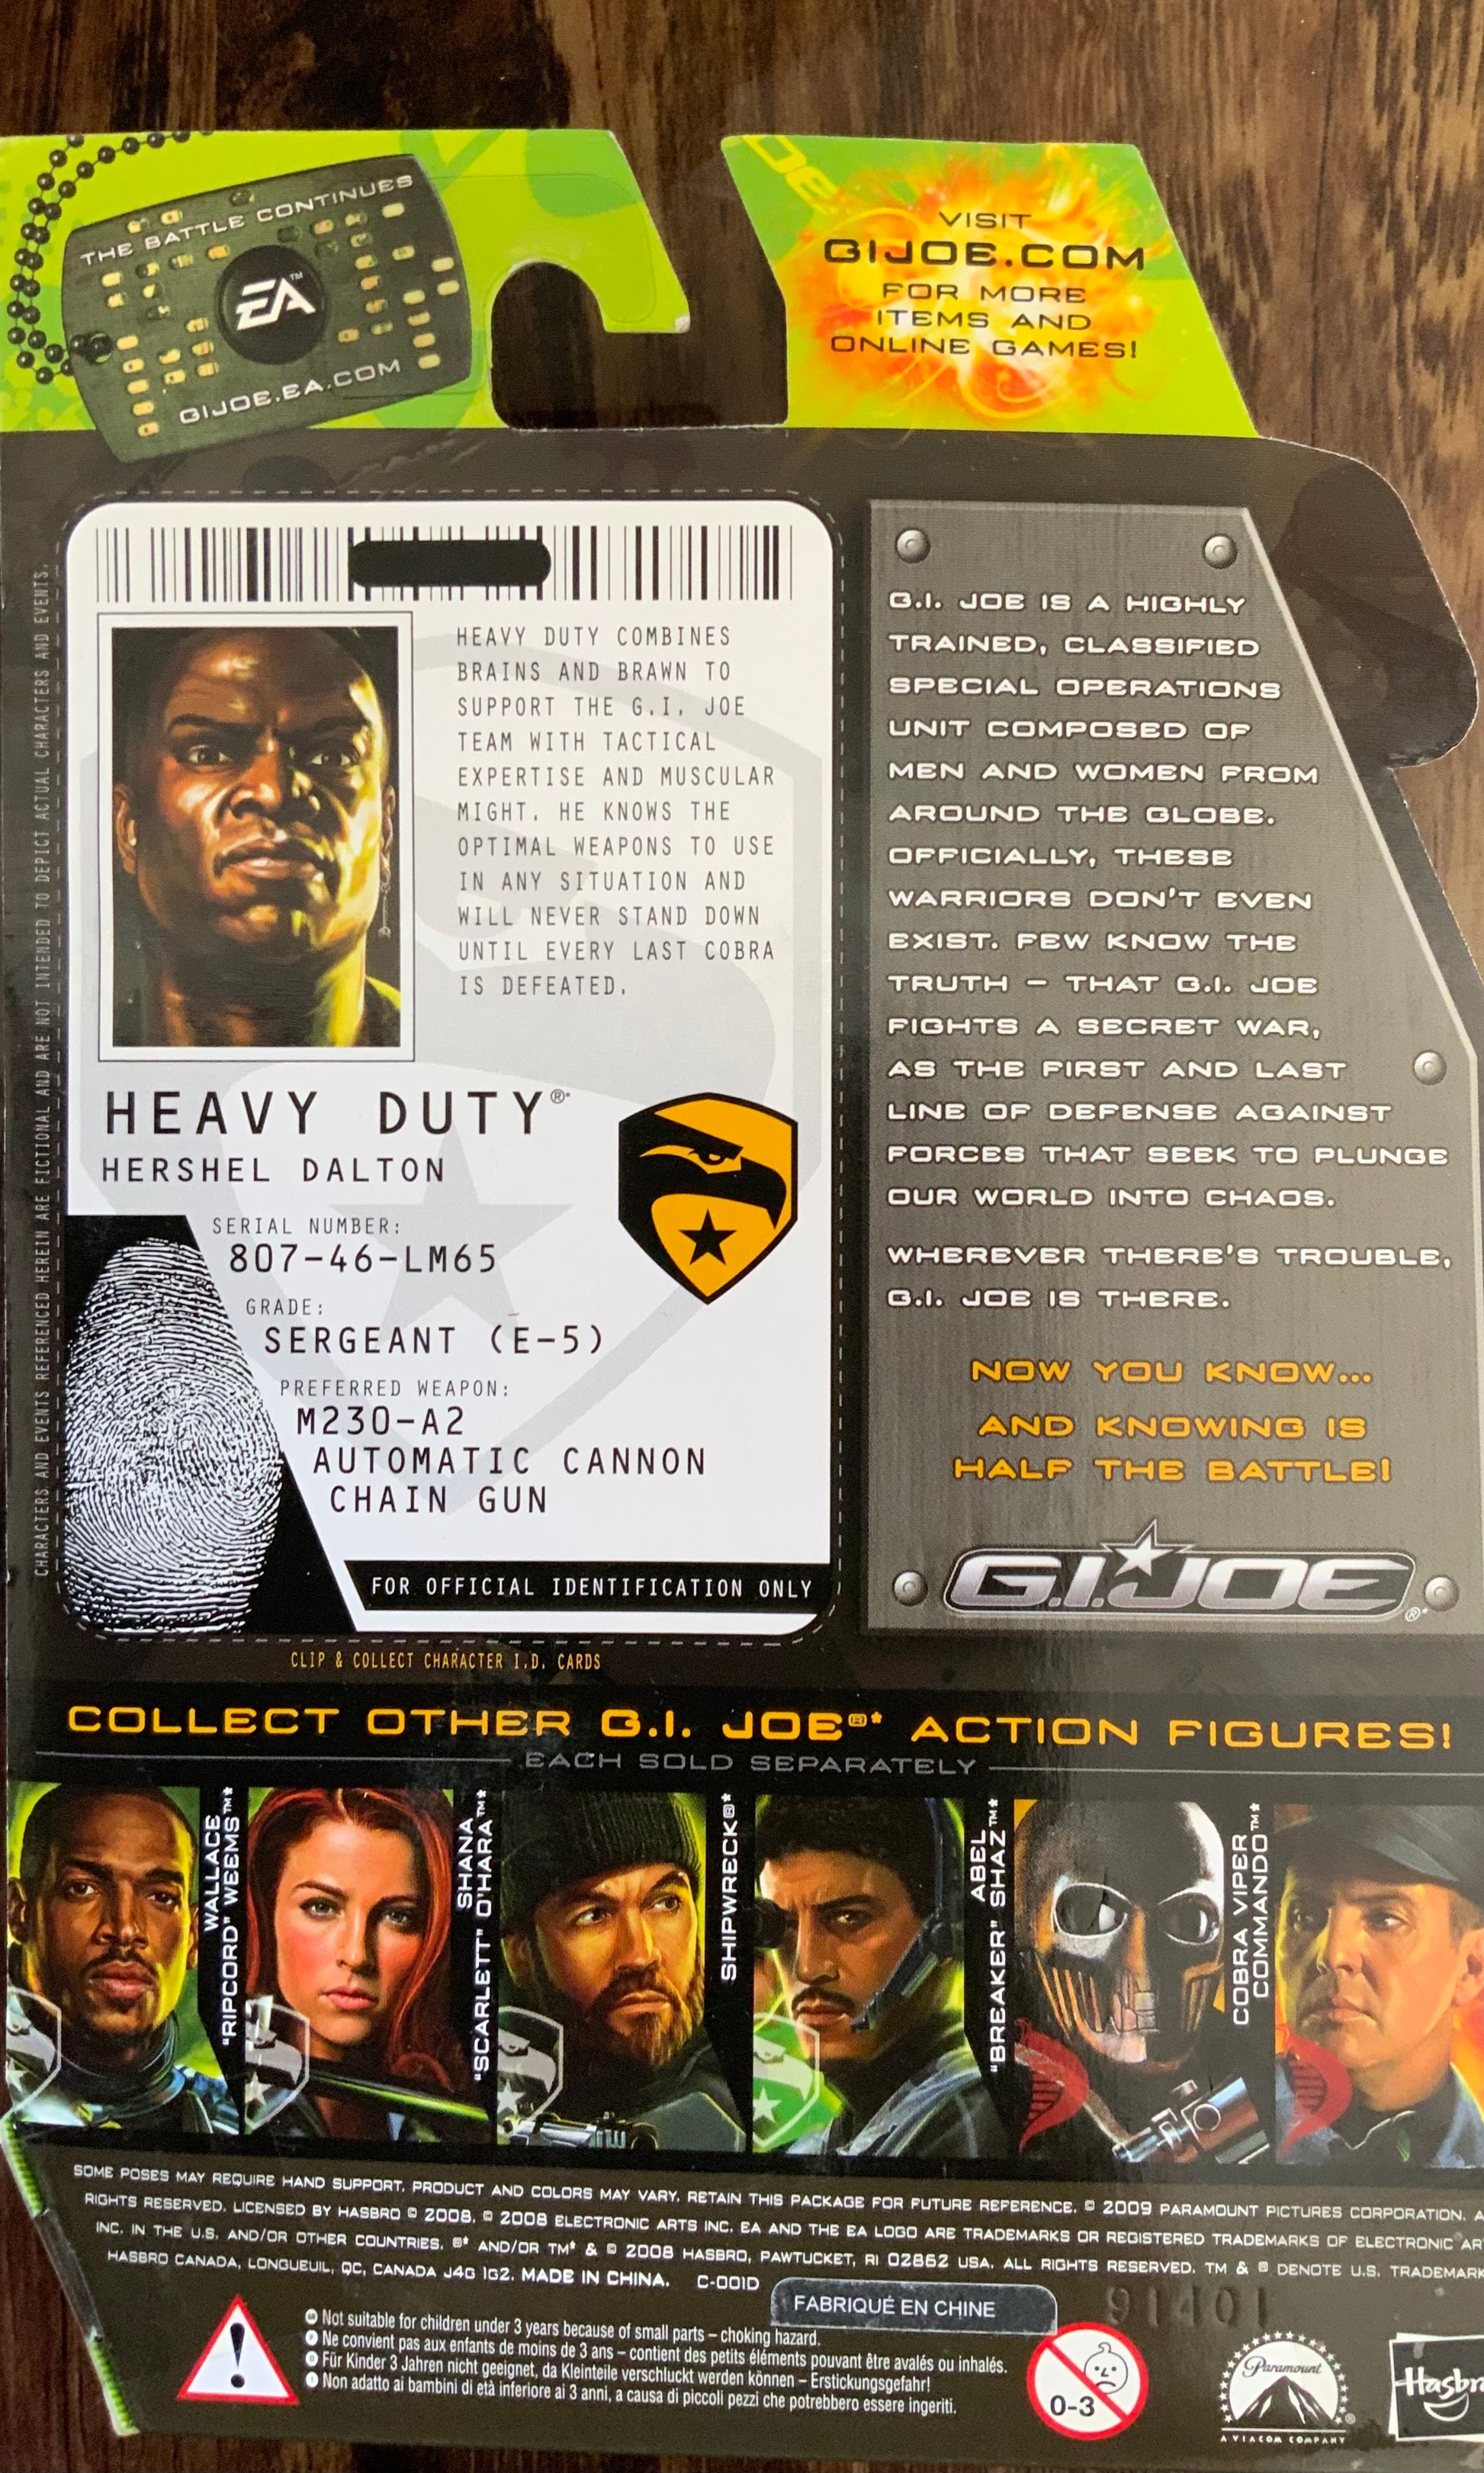 THE BATTLE CONTINUES
EA™
GIJOE.EA.COM
VISIT
GIJOE.COM
FOR MORE
ITEMS AND
ONLINE GAMES!
CHARACTERS AND EVENTS REFERENCED HEREIN ARE FICTIONAL AND ARE NOT INTENDED TO DEPICT ACTUAL CHARACTERS AND EVENTS.
HEAVY DUTY COMBINES
BRAINS AND BRAWN TO
SUPPORT THE G.I. JOE
TEAM WITH TACTICAL
EXPERTISE AND MUSCULAR
MIGHT. HE KNOWS THE
OPTIMAL WEAPONS TO USE
IN ANY SITUATION AND
WILL NEVER STAND DOWN
UNTIL EVERY LAST COBRA
IS DEFEATED.
HEAVY DUTY®*
HERSHEL DALTON
SERIAL NUMBER:
807-46-LM65
GRADE:
SERGEANT (E-5)
PREFERRED WEAPON:
M230-A2
AUTOMATIC CANNON
CHAIN GUN
FOR OFFICIAL IDENTIFICATION ONLY
CLIP & COLLECT CHARACTER I.D. CARDS
G.I. JOE IS A HIGHLY
TRAINED, CLASSIFIED
SPECIAL OPERATIONS
UNIT COMPOSED OF
MEN AND WOMEN FROM
AROUND THE GLOBE.
OFFICIALLY, THESE
WARRIORS DON'T EVEN
EXIST. FEW KNOW THE
TRUTH – THAT G.I. JOE
FIGHTS A SECRET WAR,
AS THE FIRST AND LAST
LINE OF DEFENSE AGAINST
FORCES THAT SEEK TO PLUNGE
OUR WORLD INTO CHAOS.
WHEREVER THERE'S TROUBLE,
G.I. JOE IS THERE.
NOW YOU KNOW...
AND KNOWING IS
HALF THE BATTLE!
G.I.JOE®*
COLLECT OTHER G.I. JOE®* ACTION FIGURES!
EACH SOLD SEPARATELY
WALLACE
"RIPCORD" WEEMS™*
SHANA
"SCARLETT" O'HARA™*
SHIPWRECK®*
ABEL
"BREAKER" SHAZ™*
COBRA VIPER
COMMANDO™*
SOME POSES MAY REQUIRE HAND SUPPORT. PRODUCT AND COLORS MAY VARY. RETAIN THIS PACKAGE FOR FUTURE REFERENCE. © 2009 PARAMOUNT PICTURES CORPORATION. A
RIGHTS RESERVED. LICENSED BY HASBRO © 2008. © 2008 ELECTRONIC ARTS INC. EA AND THE EA LOGO ARE TRADEMARKS OR REGISTERED TRADEMARKS OF ELECTRONIC AR
INC. IN THE U.S. AND/OR OTHER COUNTRIES. ®* AND/OR TM* & © 2008 HASBRO, PAWTUCKET, RI 02862 USA. ALL RIGHTS RESERVED. TM & ® DENOTE U.S. TRADEMARK
HASBRO CANADA, LONGUEUIL, QC, CANADA J4G 1G2. MADE IN CHINA. C-001D
FABRIQUÉ EN CHINE
91401
Not suitable for children under 3 years because of small parts – choking hazard.
Ne convient pas aux enfants de moins de 3 ans – contient des petits éléments pouvant être avalés ou inhalés.
Für Kinder 3 Jahren nicht geeignet, da Kleinteile verschluckt werden können – Erstickungsgefahr!
Non adatto ai bambini di età inferiore ai 3 anni, a causa di piccoli pezzi che potrebbero essere ingeriti.
0-3
Paramount®
A VIACOM COMPANY
Hasbr